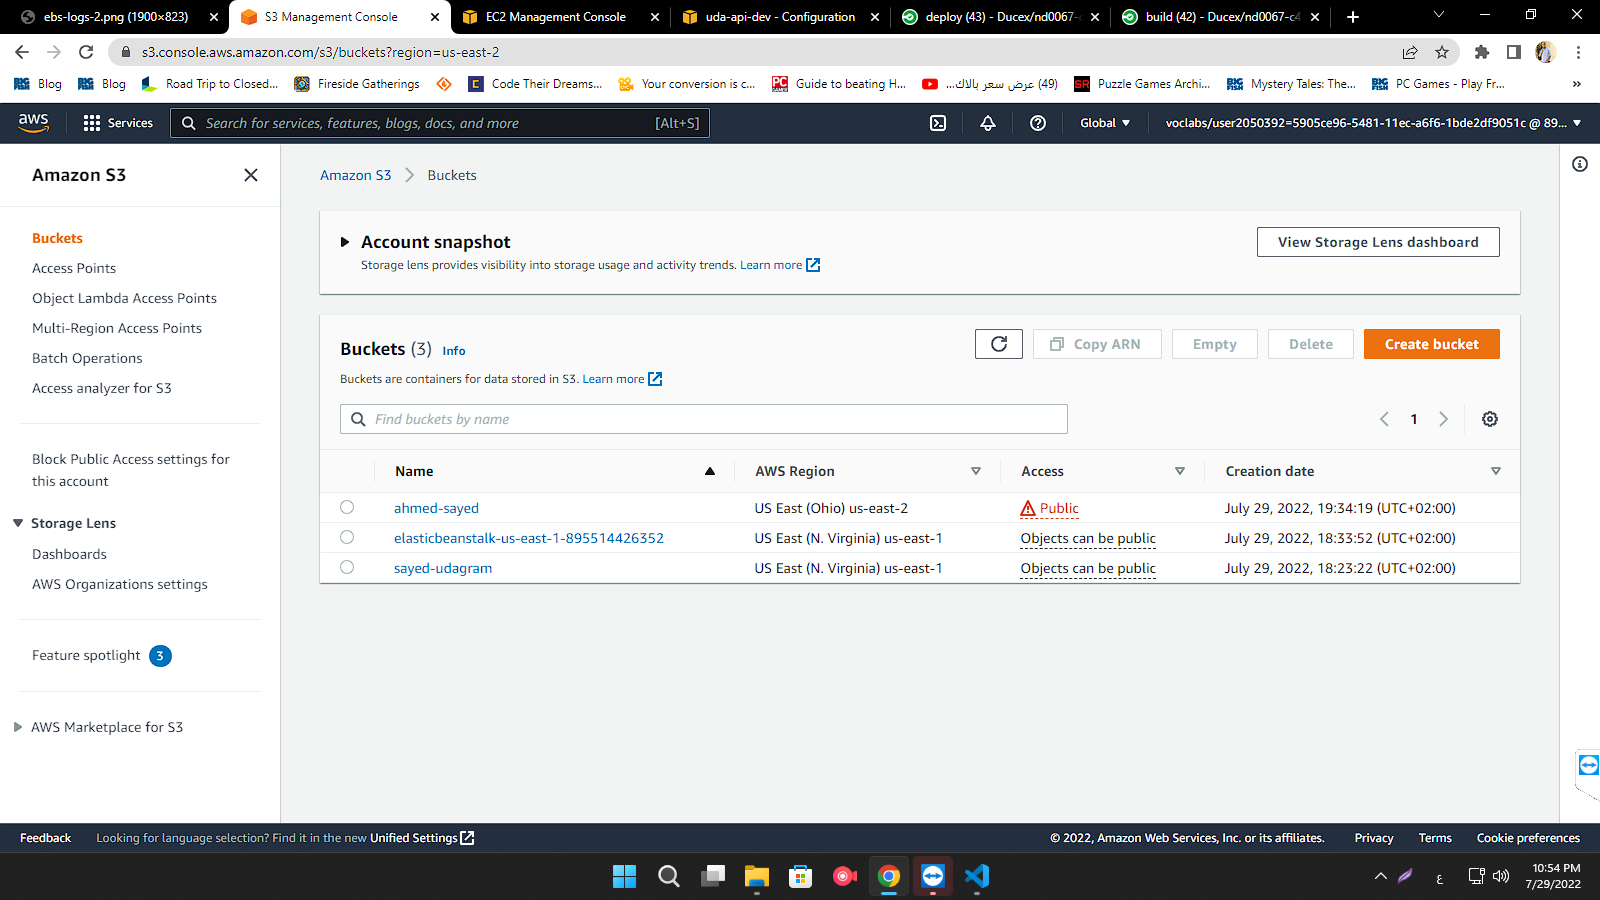 ebs-logs-2.png (1900×823)
S3 Management Console
EC2 Management Console
uda-api-dev - Configuration
deploy (43) - Ducex/nd0067-
build (42) - Ducex/nd0067-c4
s3.console.aws.amazon.com/s3/buckets?region=us-east-2
Blog
Blog
Road Trip to Closed...
Fireside Gatherings
Code Their Dreams...
Your conversion is c...
Guide to beating H...
(49) عرض سعر بالاك...
Puzzle Games Archi...
Mystery Tales: The...
PC Games - Play Fr...
aws
Services
Search for services, features, blogs, docs, and more
[Alt+S]
Global
voclabs/user2050392=5905ce96-5481-11ec-a6f6-1bde2df9051c @ 89...
Amazon S3
Buckets
Access Points
Object Lambda Access Points
Multi-Region Access Points
Batch Operations
Access analyzer for S3
Block Public Access settings for
this account
Storage Lens
Dashboards
AWS Organizations settings
Feature spotlight 3
AWS Marketplace for S3
Amazon S3 > Buckets
Account snapshot
Storage lens provides visibility into storage usage and activity trends. Learn more
View Storage Lens dashboard
Buckets (3) Info
Buckets are containers for data stored in S3. Learn more
Copy ARN
Empty
Delete
Create bucket
Find buckets by name
1
Name AWS Region Access Creation date
ahmed-sayed US East (Ohio) us-east-2 Public July 29, 2022, 19:34:19 (UTC+02:00)
elasticbeanstalk-us-east-1-895514426352 US East (N. Virginia) us-east-1 Objects can be public July 29, 2022, 18:33:52 (UTC+02:00)
sayed-udagram US East (N. Virginia) us-east-1 Objects can be public July 29, 2022, 18:23:22 (UTC+02:00)
Feedback
Looking for language selection? Find it in the new Unified Settings
© 2022, Amazon Web Services, Inc. or its affiliates.
Privacy
Terms
Cookie preferences
ع
10:54 PM
7/29/2022